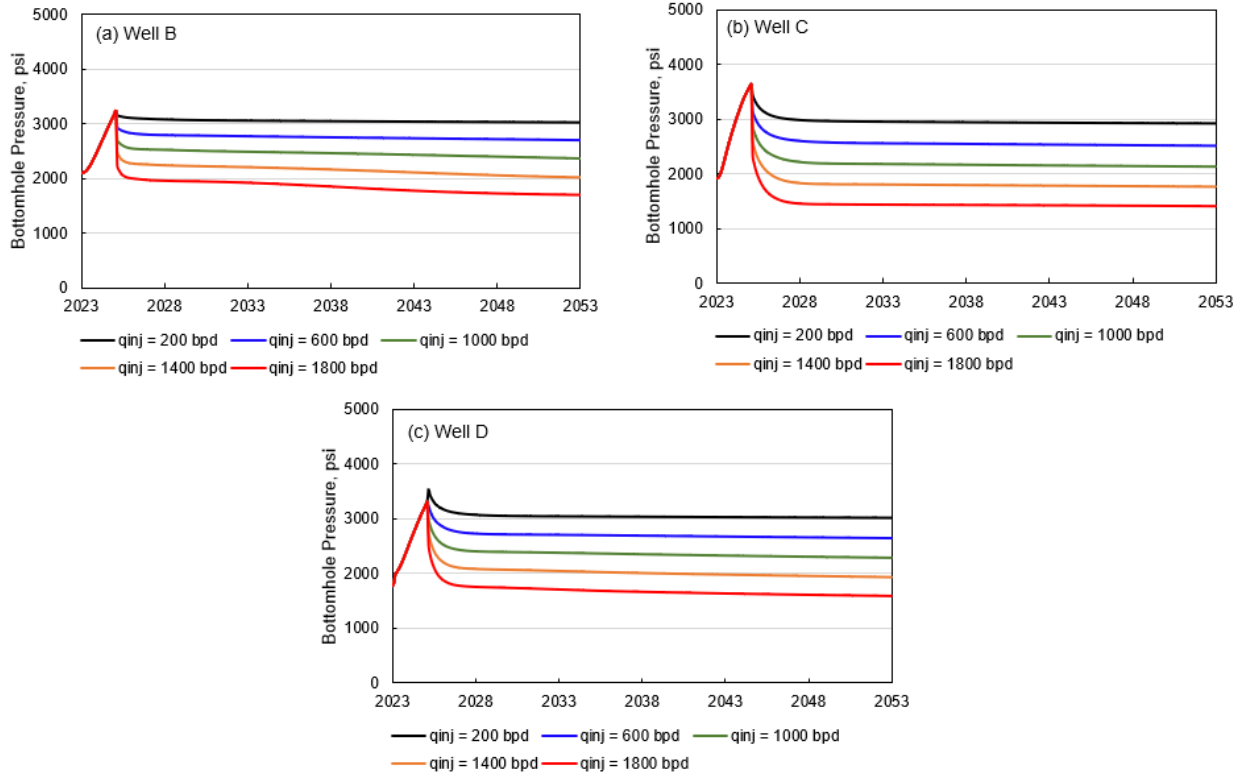 (a) Well B
Bottomhole Pressure, psi
5000
4000
3000
2000
1000
0
2023 2028 2033 2038 2043 2048 2053
qinj = 200 bpd qinj = 600 bpd qinj = 1000 bpd
qinj = 1400 bpd qinj = 1800 bpd
(b) Well C
Bottomhole Pressure, psi
5000
4000
3000
2000
1000
0
2023 2028 2033 2038 2043 2048 2053
qinj = 200 bpd qinj = 600 bpd qinj = 1000 bpd
qinj = 1400 bpd qinj = 1800 bpd
(c) Well D
Bottomhole Pressure, psi
5000
4000
3000
2000
1000
0
2023 2028 2033 2038 2043 2048 2053
qinj = 200 bpd qinj = 600 bpd qinj = 1000 bpd
qinj = 1400 bpd qinj = 1800 bpd